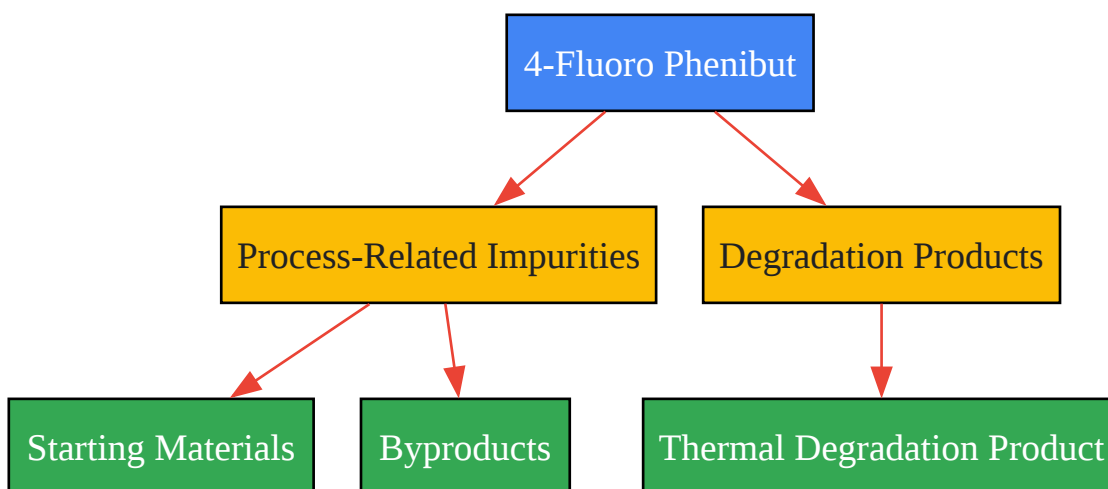 4-Fluoro Phenibut
Process-Related Impurities
Degradation Products
Starting Materials
Byproducts
Thermal Degradation Product